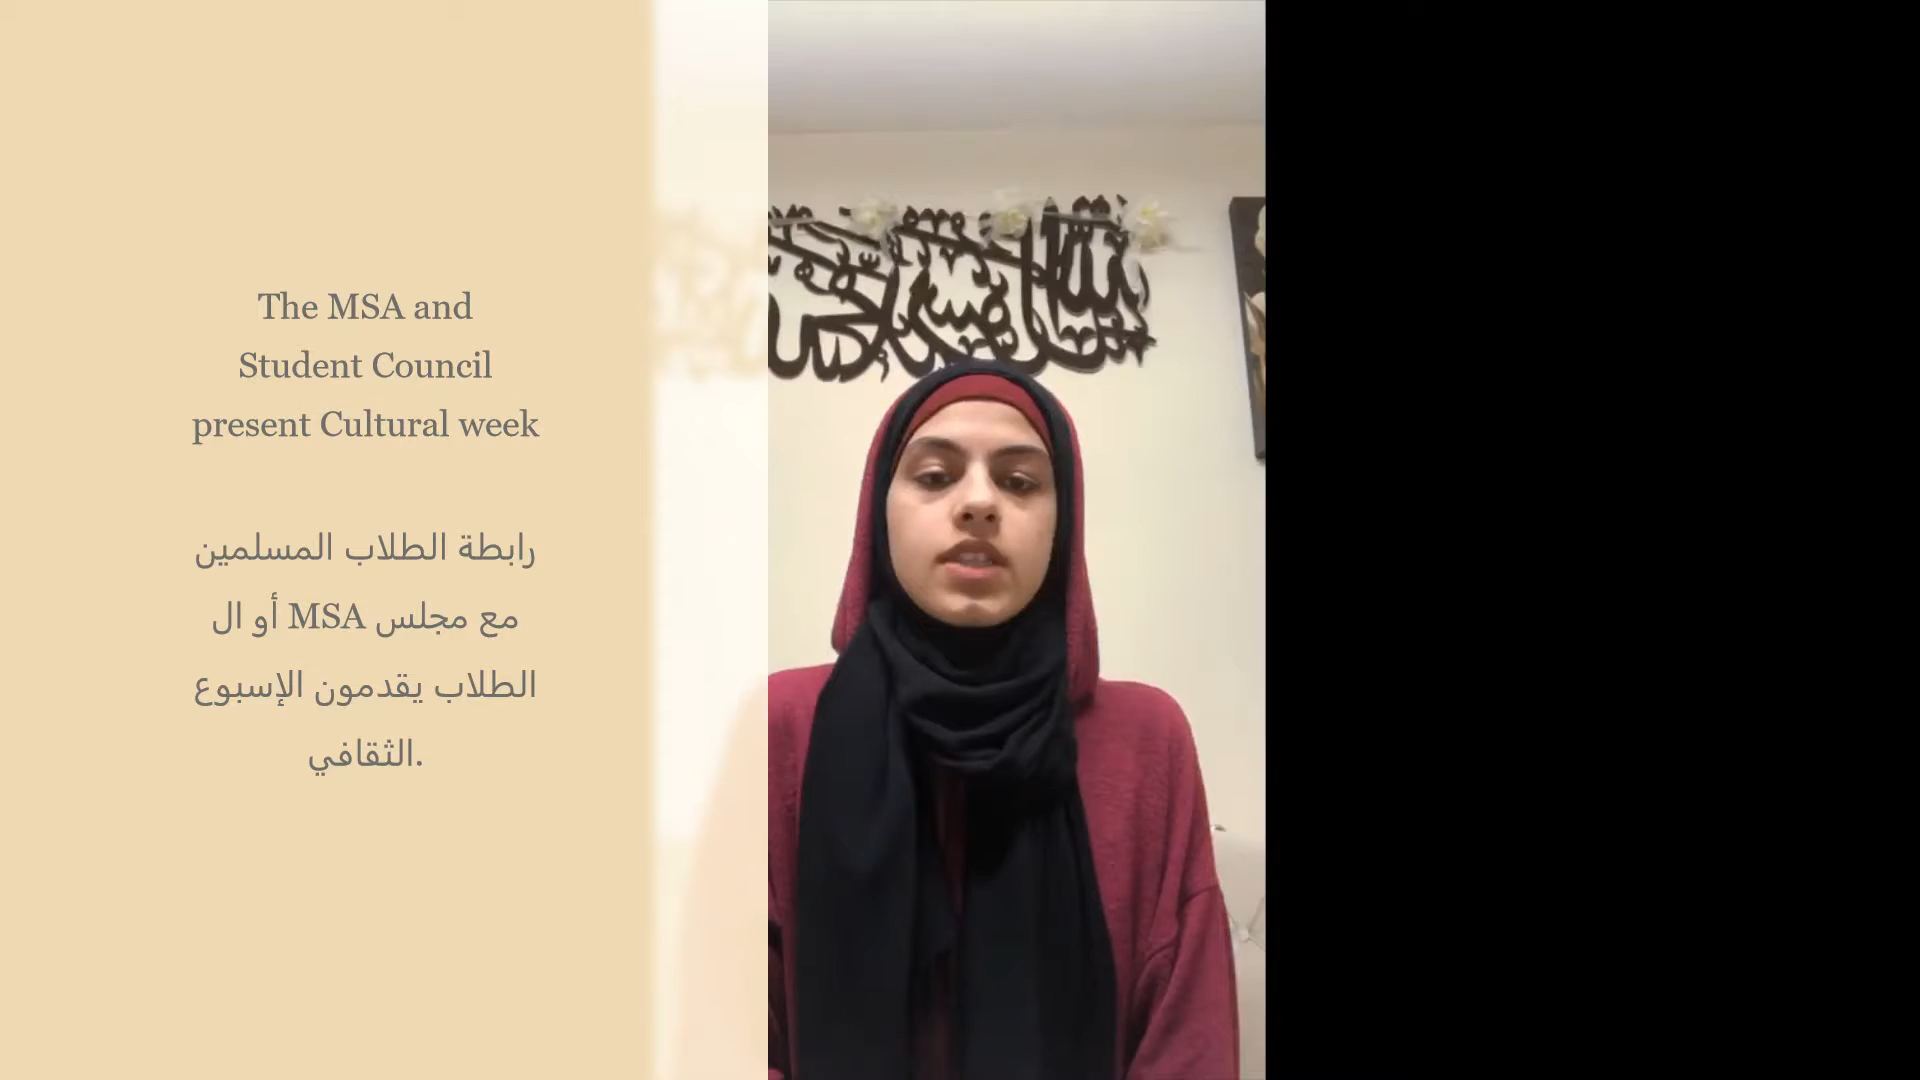 The MSA and
Student Council
present Cultural week
رابطة الطلاب المسلمين
أو ال MSA مع مجلس
الطلاب يقدمون الإسبوع
الثقافي.